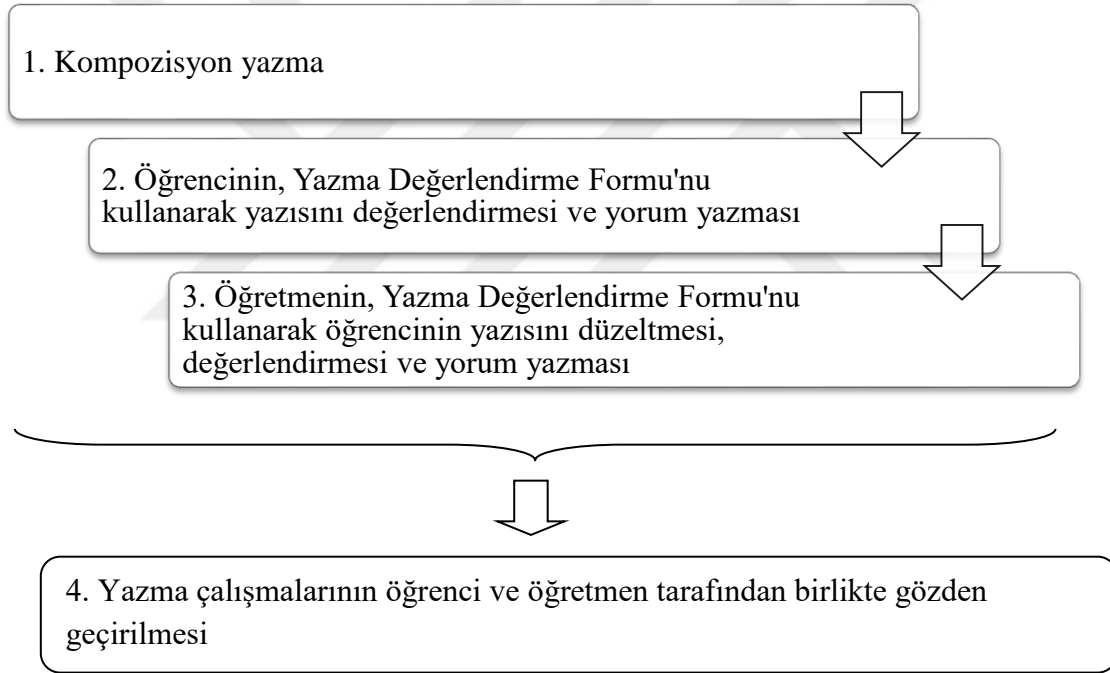 1. Kompozisyon yazma
2. Öğrencinin, Yazma Değerlendirme Formu'nu
kullanarak yazısını değerlendirmesi ve yorum yazması
3. Öğretmenin, Yazma Değerlendirme Formu'nu
kullanarak öğrencinin yazısını düzeltmesi,
değerlendirmesi ve yorum yazması
4. Yazma çalışmalarının öğrenci ve öğretmen tarafından birlikte gözden
geçirilmesi